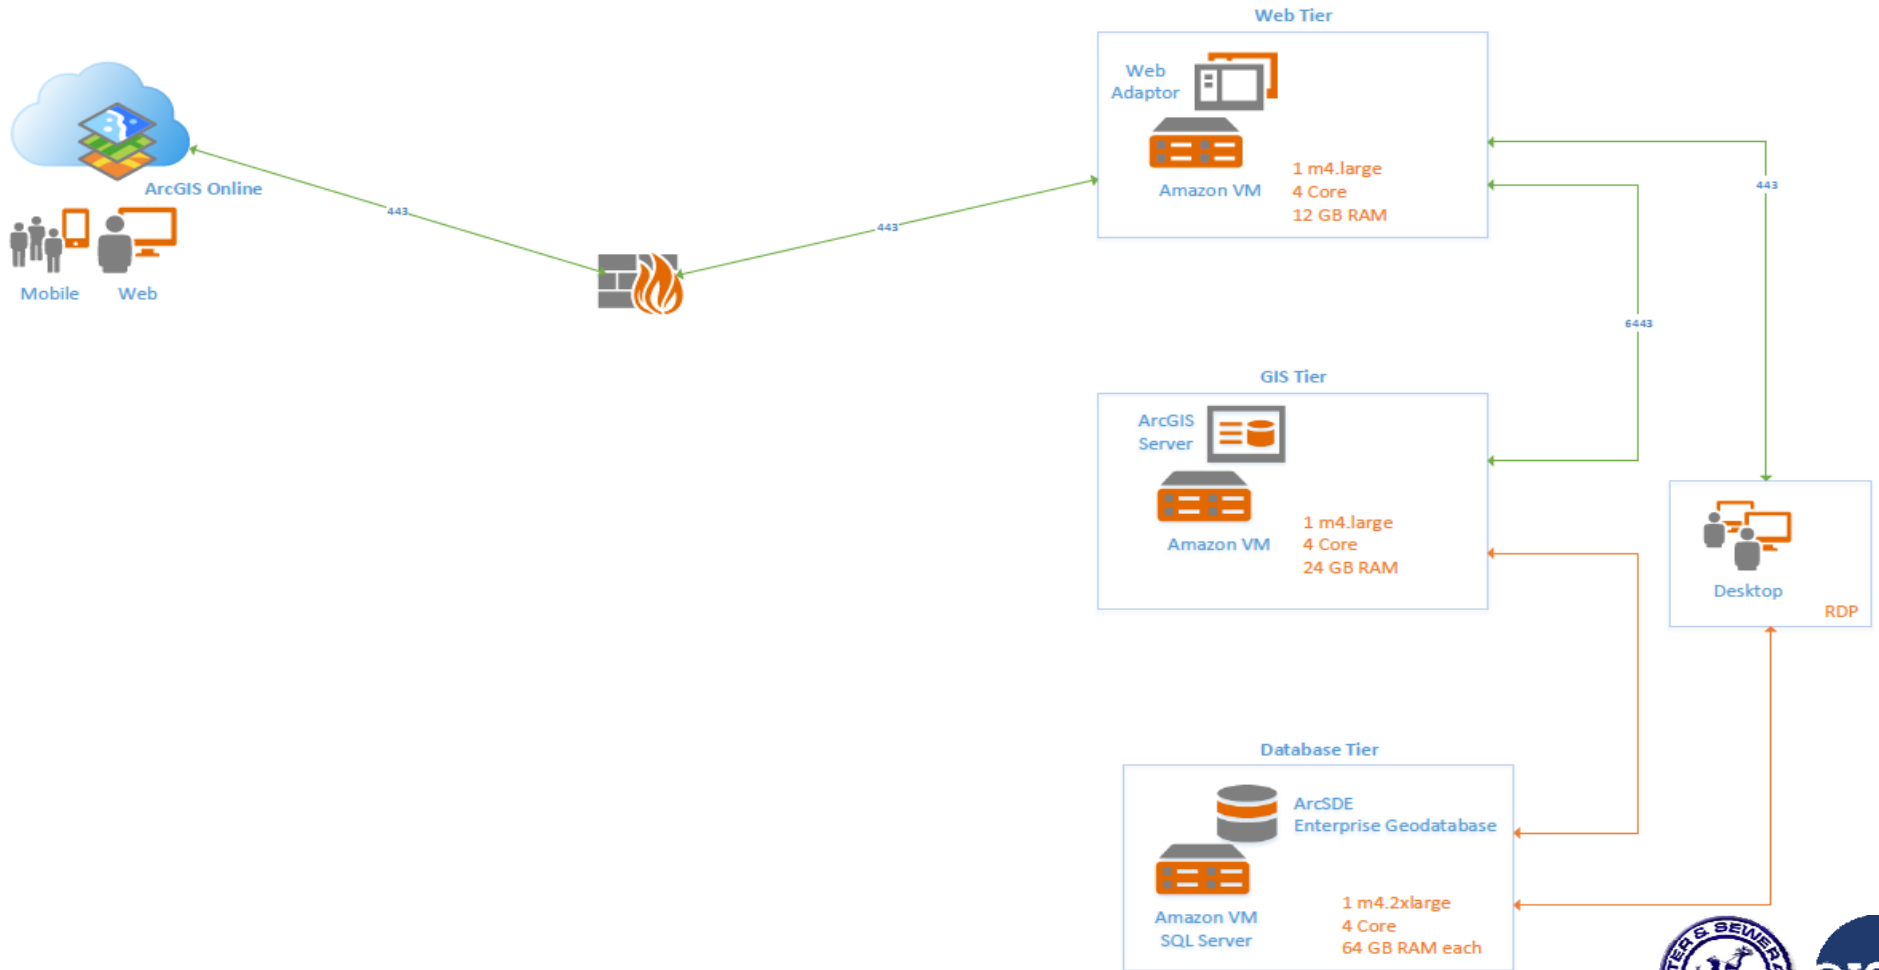 Web Tier
Web
Adaptor
Amazon VM
1 m4.large
4 Core
12 GB RAM
ArcGIS Online
Mobile
Web
443
443
443
6443
GIS Tier
ArcGIS
Server
Amazon VM
1 m4.large
4 Core
24 GB RAM
Desktop
RDP
Database Tier
ArcSDE
Enterprise Geodatabase
Amazon VM
SQL Server
1 m4.2xlarge
4 Core
64 GB RAM each
& SEWER